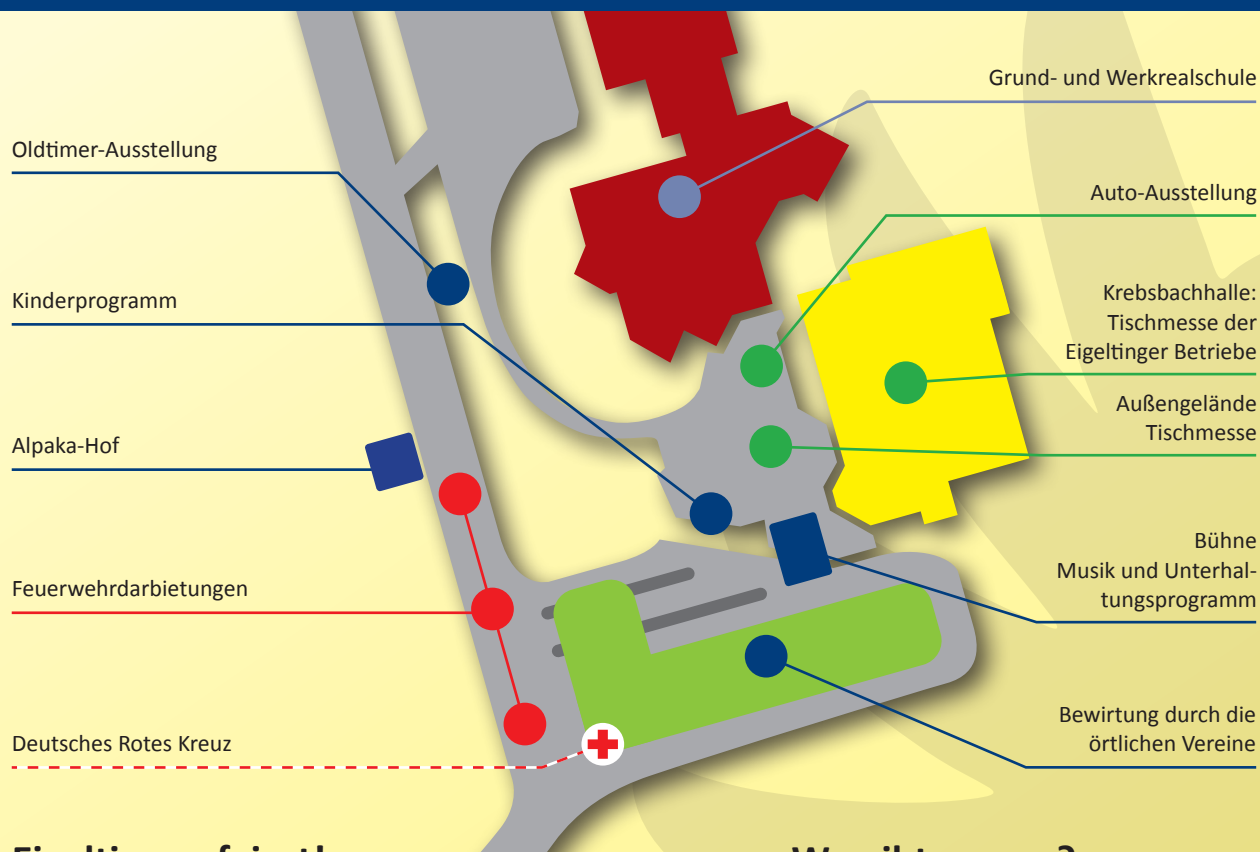 Grund- und Werkrealschule
Oldtimer-Ausstellung
Auto-Ausstellung
Kinderprogramm
Krebsbachhalle:
Tischmesse der
Eigeltinger Betriebe
Außengelände
Tischmesse
Alpaka-Hof
Bühne
Musik und Unterhal-
tungsprogramm
Feuerwehrdarbietungen
Bewirtung durch die
örtlichen Vereine
Deutsches Rotes Kreuz